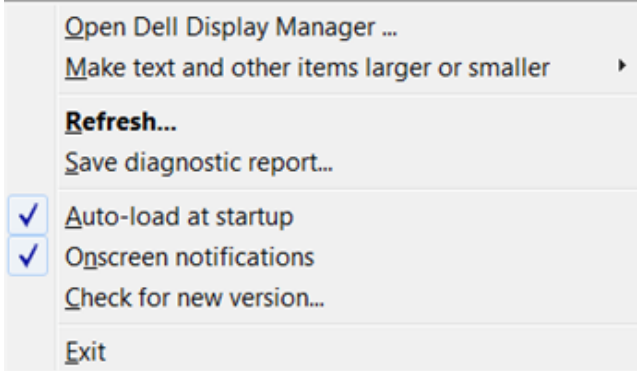 Open Dell Display Manager ...
Make text and other items larger or smaller
Refresh...
Save diagnostic report...
Auto-load at startup
Onscreen notifications
Check for new version...
Exit